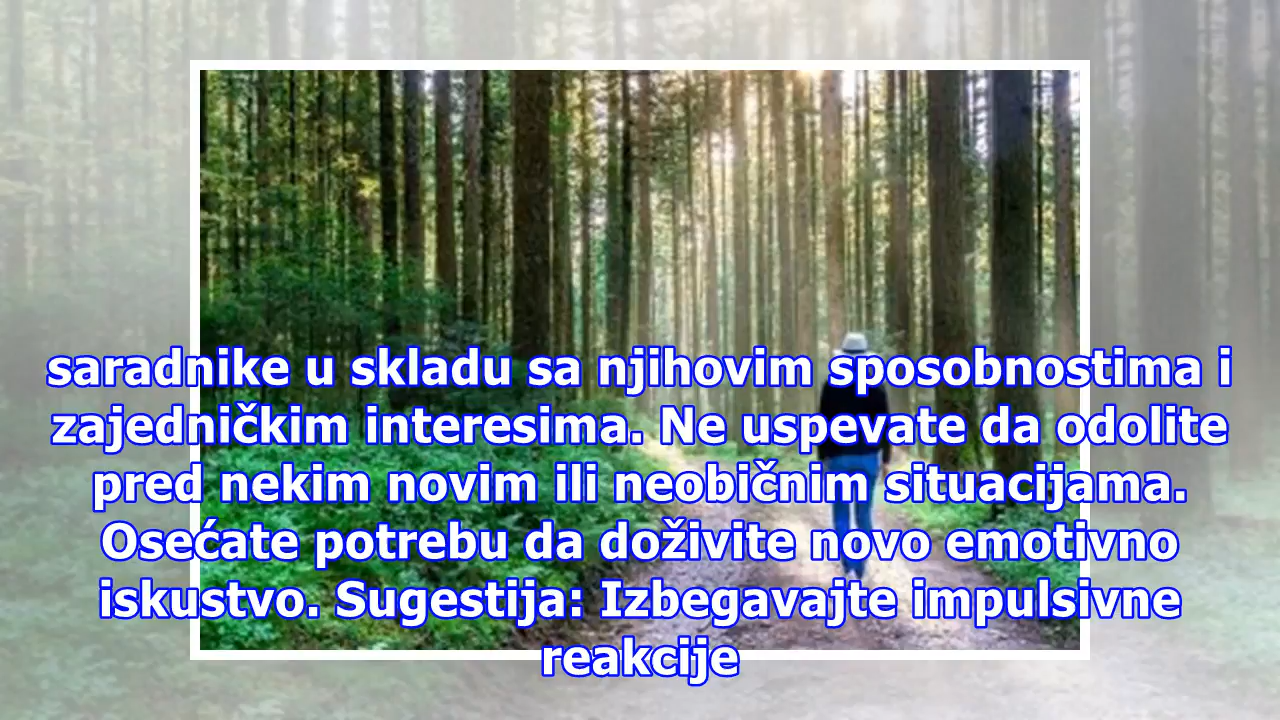 saradnike u skladu sa njihovim sposobnostima i
zajedničkim interesima. Ne uspevate da odolite
pred nekim novim ili neobičnim situacijama.
Osećate potrebu da doživite novo emotivno
iskustvo. Sugestija: Izbegavajte impulsivne
reakcije